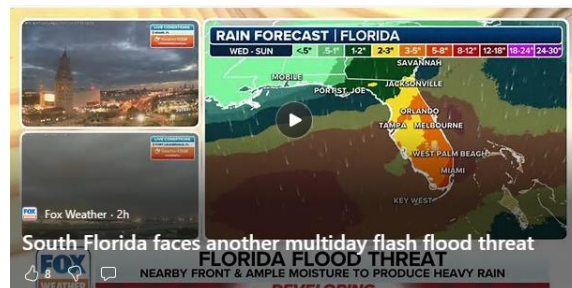 LIVE CONDITIONS
RAIN FORECAST | FLORIDA
WED - SUN <.5" .5-1" 1-2" 2-3" 3-5" 5-8" 8-12" 12-18" 18-24" 24-30"
SAVANNAH
MOBILE
PORT ST. JOE
JACKSONVILLE
ORLANDO
TAMPA
MELBOURNE
WEST PALM BEACH
MIAMI
KEY WEST
LIVE CONDITIONS
FORT LAUDERDALE, FL
FOX
Fox Weather · 2h
South Florida faces another multiday flash flood threat
8
FOX
WEATHER
FLORIDA FLOOD THREAT
NEARBY FRONT & AMPLE MOISTURE TO PRODUCE HEAVY RAIN
DEVELOPING